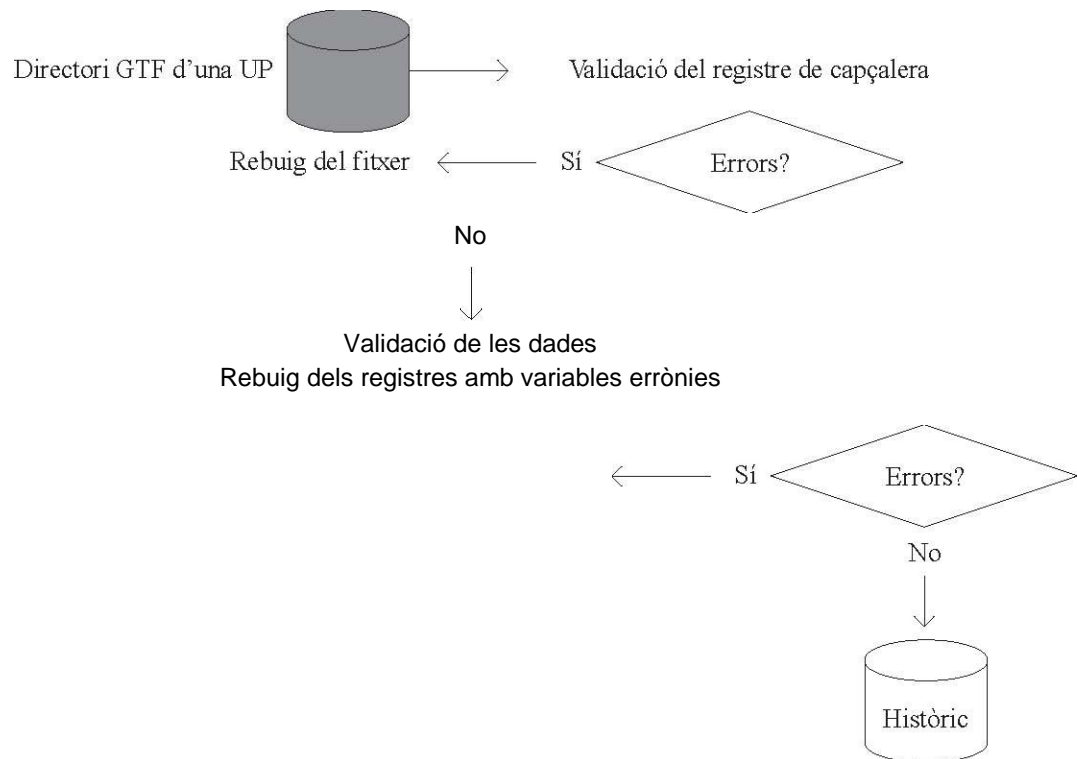 Directori GTF d'una UP
Validació del registre de capçalera
Rebuig del fitxer
Sí
Errors?
No
Validació de les dades
Rebuig dels registres amb variables errònies
Sí
Errors?
No
Històric